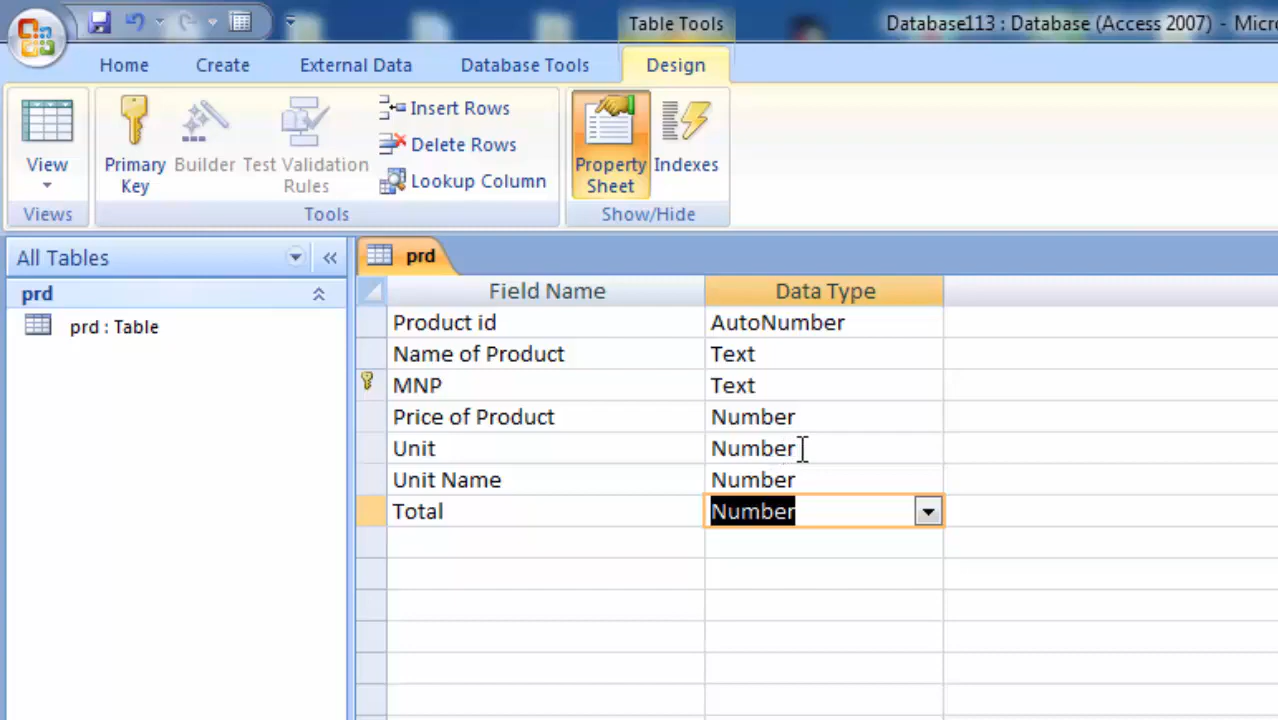 Table Tools
Database113 : Database (Access 2007) - Micro
Home
Create
External Data
Database Tools
Design
View
Primary
Key
Builder
Test Validation
Rules
Insert Rows
Delete Rows
Lookup Column
Property
Sheet
Indexes
Views
Tools
Show/Hide
All Tables
prd
prd : Table
prd
Field Name
Data Type
Product id
AutoNumber
Name of Product
Text
MNP
Text
Price of Product
Number
Unit
Number
Unit Name
Number
Total
Number